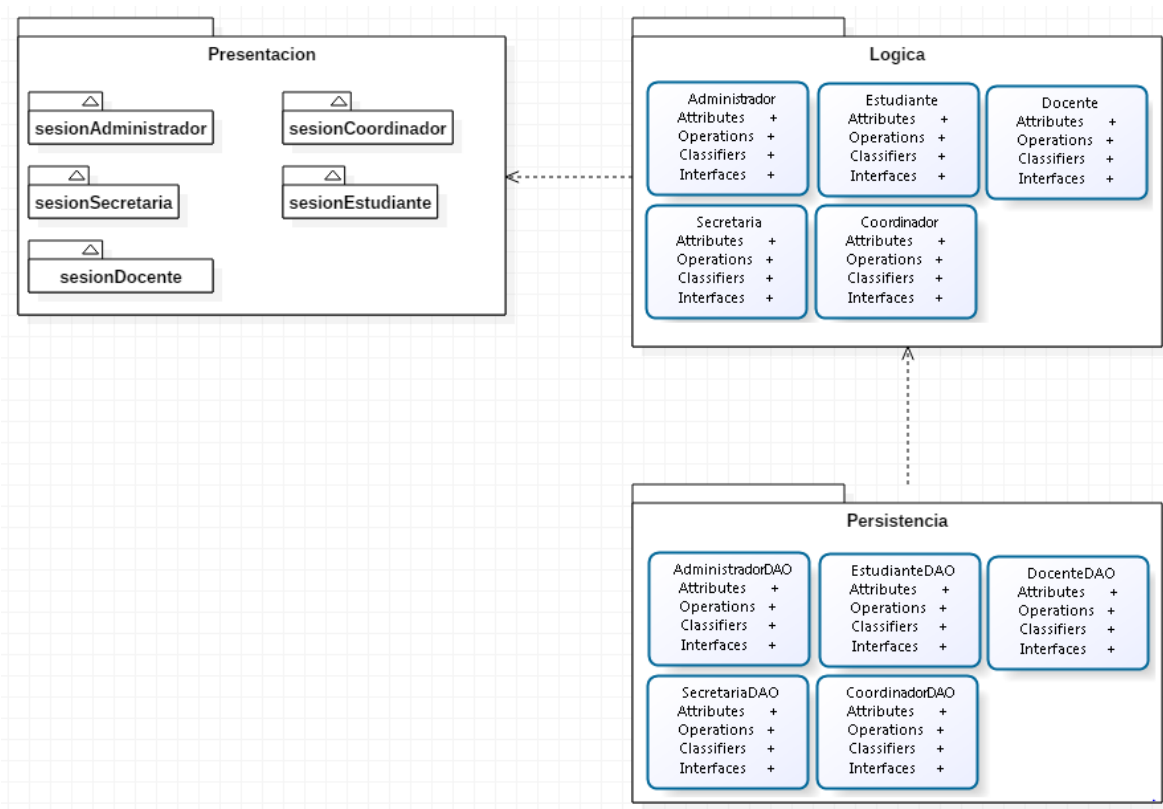 Presentacion
sesionAdministrador
sesionCoordinador
sesionSecretaria
sesionEstudiante
sesionDocente
Logica
Administrador
Attributes +
Operations +
Classifiers +
Interfaces +
Estudiante
Attributes +
Operations +
Classifiers +
Interfaces +
Docente
Attributes +
Operations +
Classifiers +
Interfaces +
Secretaria
Attributes +
Operations +
Classifiers +
Interfaces +
Coordinador
Attributes +
Operations +
Classifiers +
Interfaces +
Persistencia
AdministradorDAO
Attributes +
Operations +
Classifiers +
Interfaces +
EstudianteDAO
Attributes +
Operations +
Classifiers +
Interfaces +
DocenteDAO
Attributes +
Operations +
Classifiers +
Interfaces +
SecretariaDAO
Attributes +
Operations +
Classifiers +
Interfaces +
CoordinadorDAO
Attributes +
Operations +
Classifiers +
Interfaces +